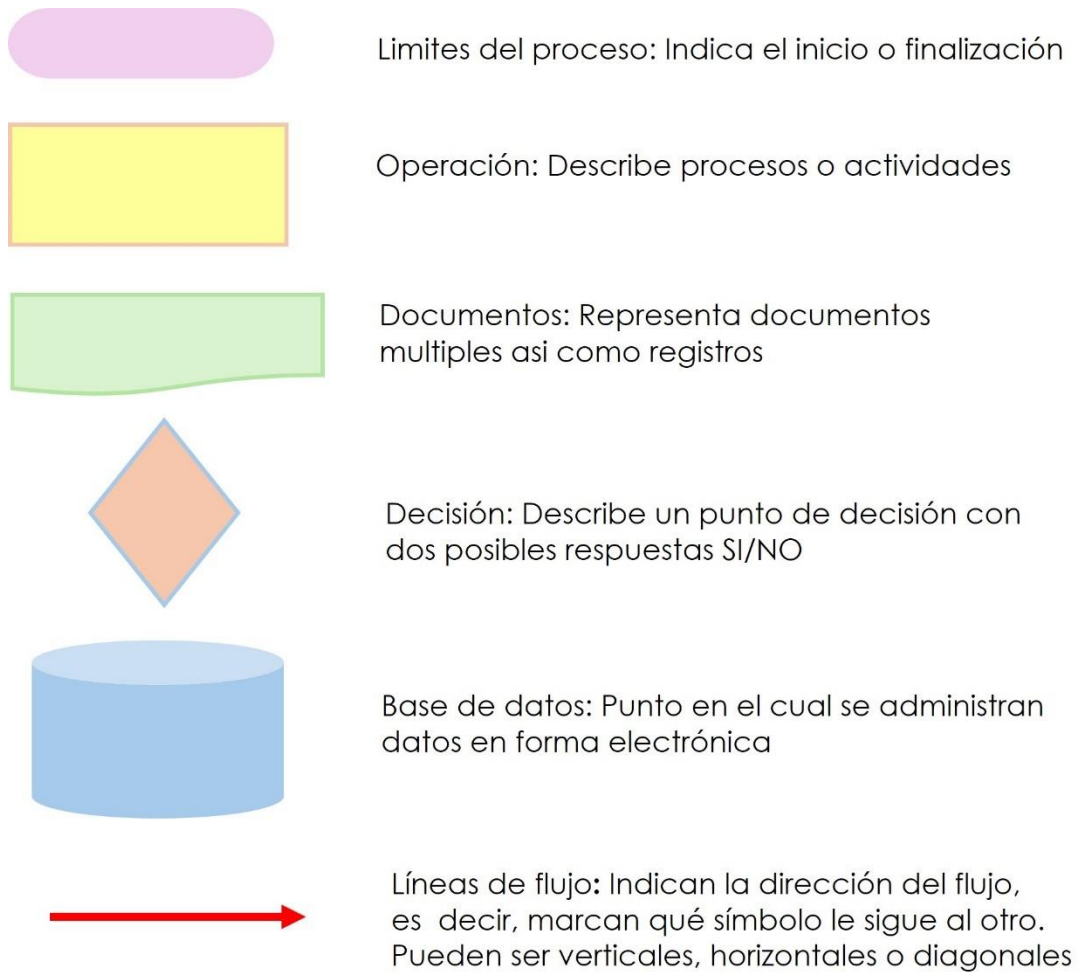 Limites del proceso: Indica el inicio o finalización
Operación: Describe procesos o actividades
Documentos: Representa documentos
multiples asi como registros
Decisión: Describe un punto de decisión con
dos posibles respuestas SI/NO
Base de datos: Punto en el cual se administran
datos en forma electrónica
Líneas de flujo: Indican la dirección del flujo,
es decir, marcan qué símbolo le sigue al otro.
Pueden ser verticales, horizontales o diagonales